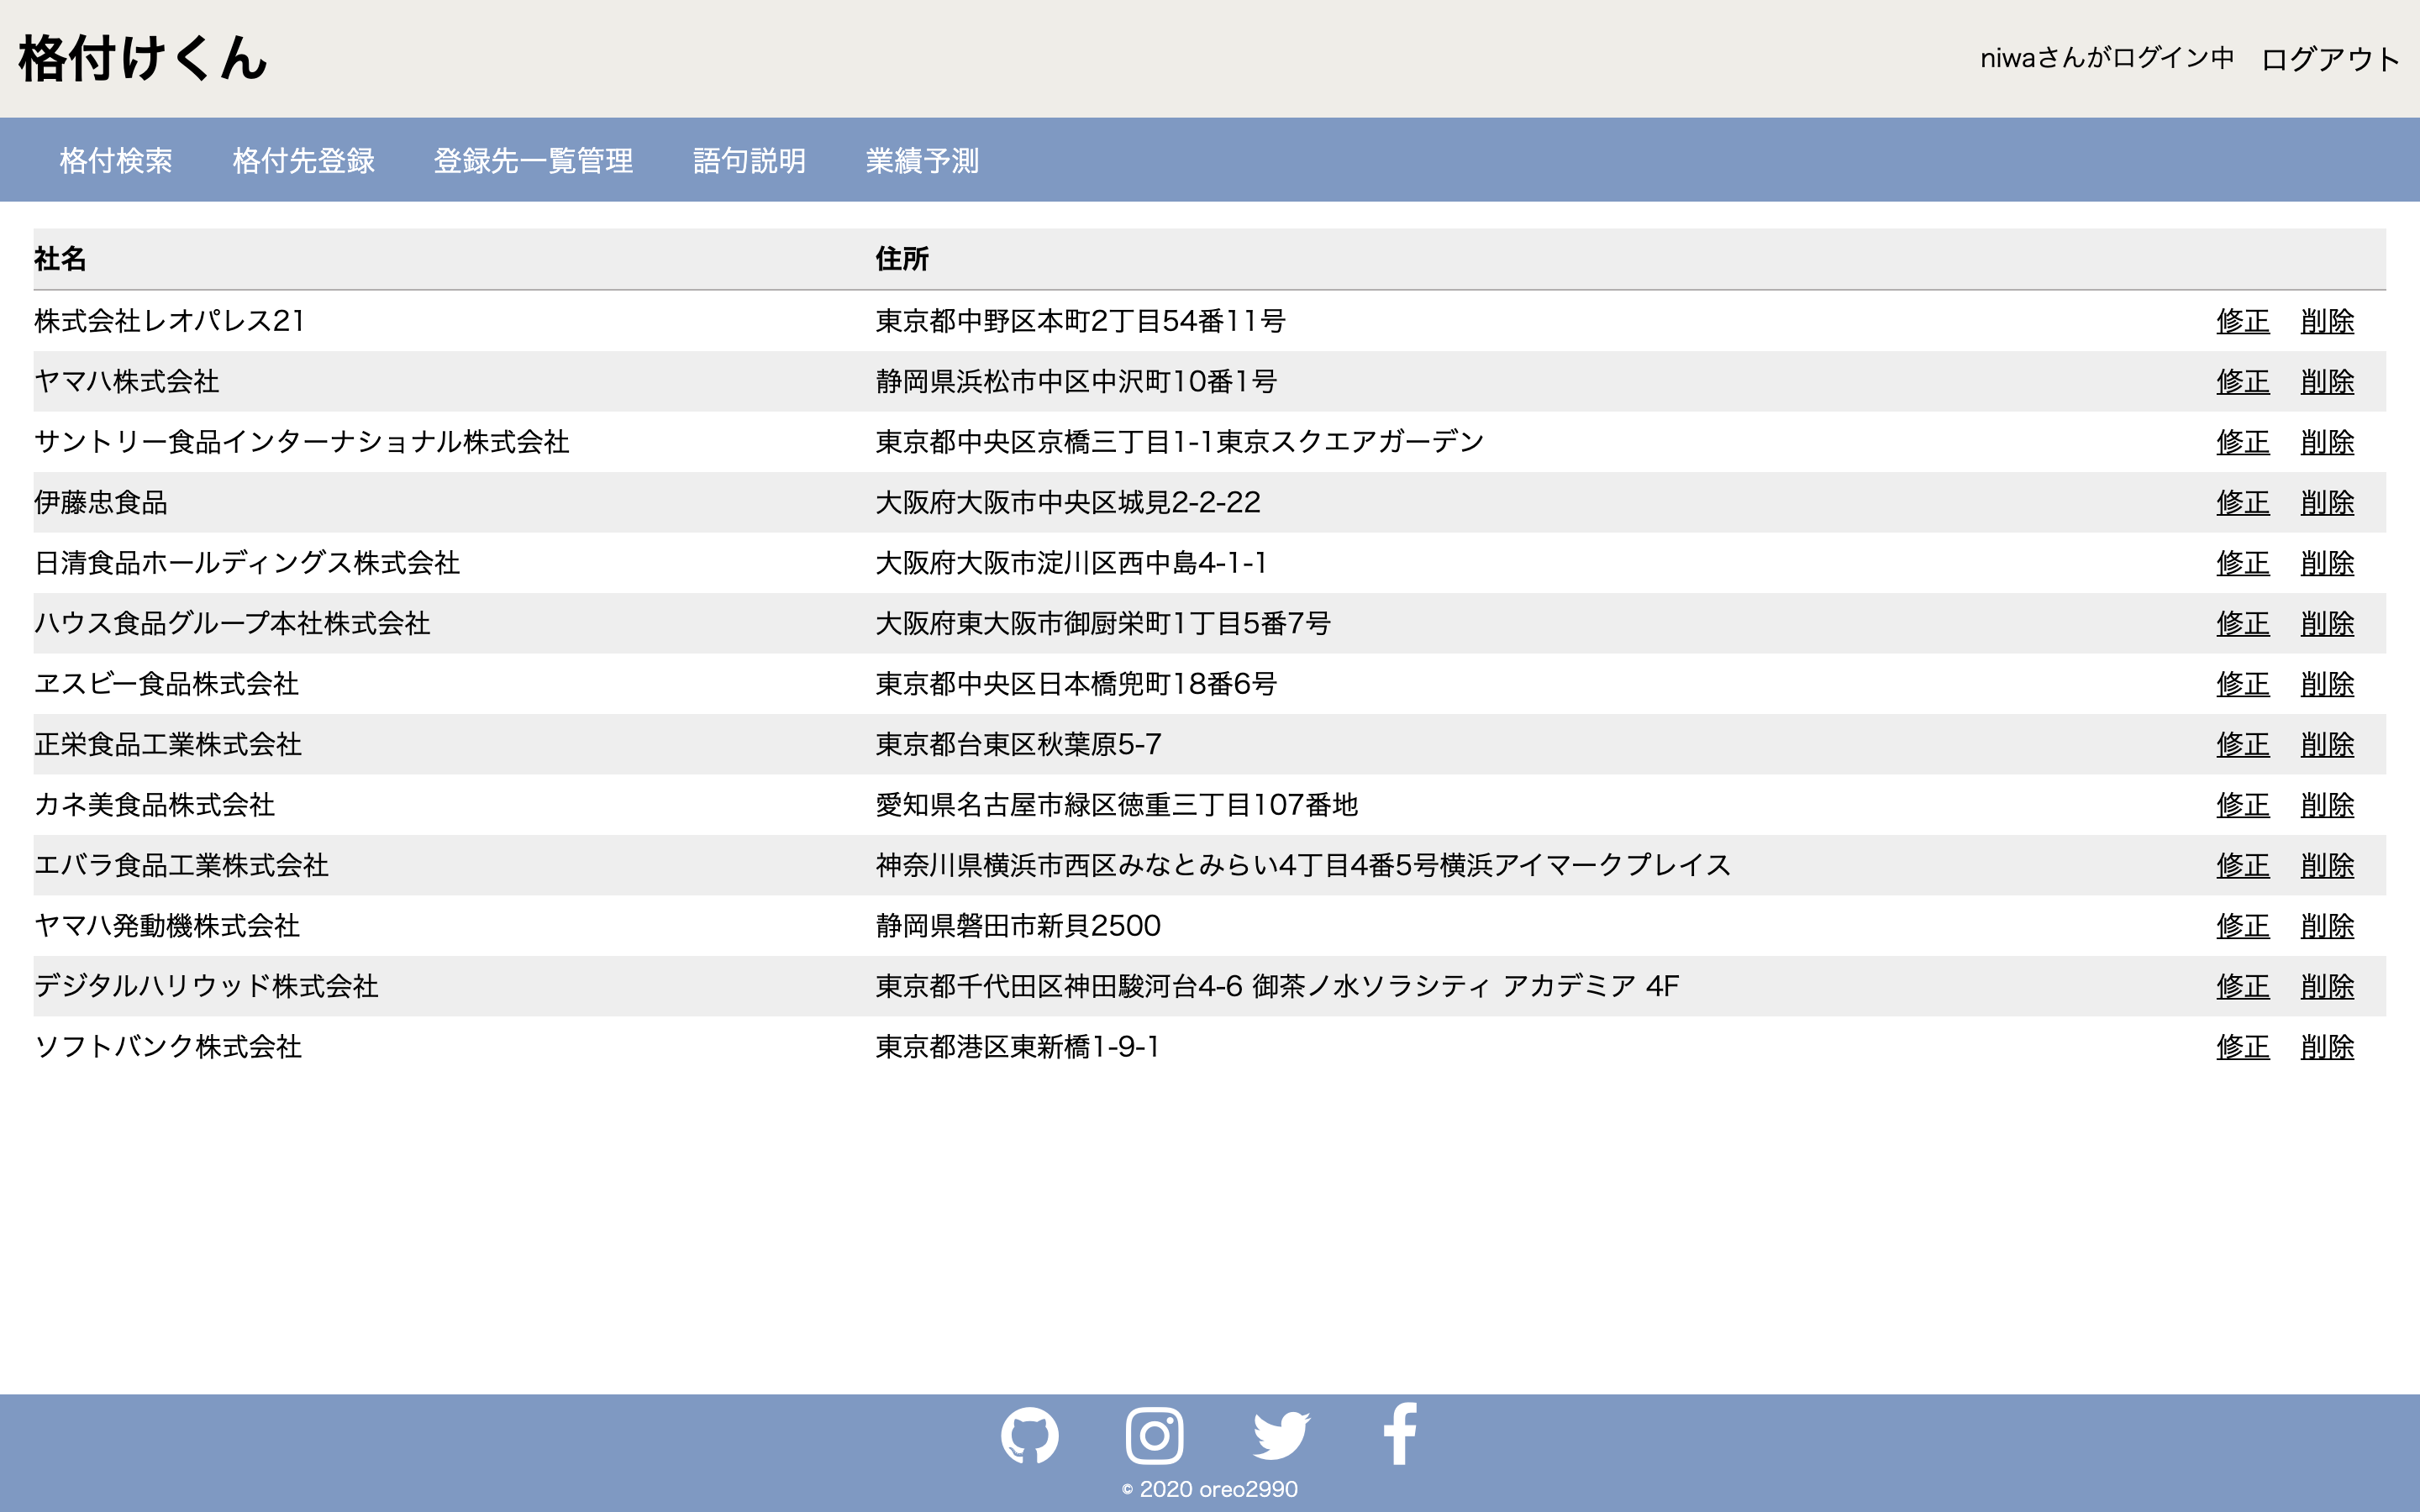 格付けくん
niwaさんがログイン中 ログアウト
格付検索 格付先登録 登録先一覧管理 語句説明 業績予測
社名 住所
株式会社レオパレス21 東京都中野区本町2丁目54番11号 修正 削除
ヤマハ株式会社 静岡県浜松市中区中沢町10番1号 修正 削除
サントリー食品インターナショナル株式会社 東京都中央区京橋三丁目1-1東京スクエアガーデン 修正 削除
伊藤忠食品 大阪府大阪市中央区城見2-2-22 修正 削除
日清食品ホールディングス株式会社 大阪府大阪市淀川区西中島4-1-1 修正 削除
ハウス食品グループ本社株式会社 大阪府東大阪市御厨栄町1丁目5番7号 修正 削除
ヱスビー食品株式会社 東京都中央区日本橋兜町18番6号 修正 削除
正栄食品工業株式会社 東京都台東区秋葉原5-7 修正 削除
カネ美食品株式会社 愛知県名古屋市緑区徳重三丁目107番地 修正 削除
エバラ食品工業株式会社 神奈川県横浜市西区みなとみらい4丁目4番5号横浜アイマークプレイス 修正 削除
ヤマハ発動機株式会社 静岡県磐田市新貝2500 修正 削除
デジタルハリウッド株式会社 東京都千代田区神田駿河台4-6 御茶ノ水ソラシティ アカデミア 4F 修正 削除
ソフトバンク株式会社 東京都港区東新橋1-9-1 修正 削除
© 2020 oreo2990